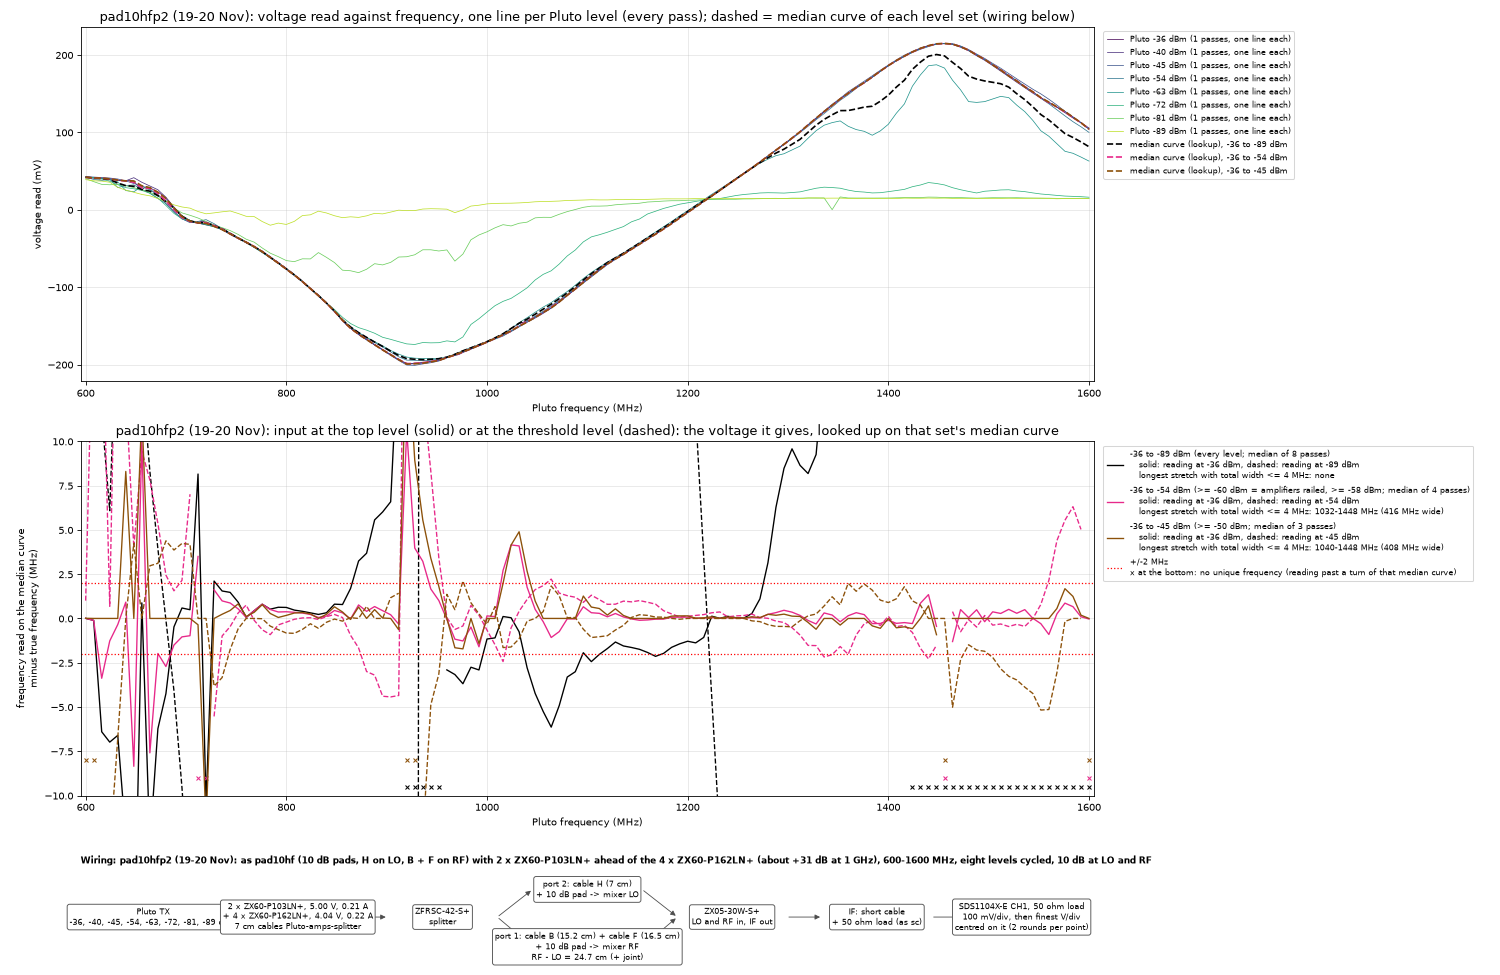 pad10hfp2 (19-20 Nov): voltage read against frequency, one line per Pluto level (every pass); dashed = median curve of each level set (wiring below)
200
100
0
−100
−200
voltage read (mV)
600
800
1000
1200
1400
1600
Pluto frequency (MHz)
Pluto -36 dBm (1 passes, one line each)
Pluto -40 dBm (1 passes, one line each)
Pluto -45 dBm (1 passes, one line each)
Pluto -54 dBm (1 passes, one line each)
Pluto -63 dBm (1 passes, one line each)
Pluto -72 dBm (1 passes, one line each)
Pluto -81 dBm (1 passes, one line each)
Pluto -89 dBm (1 passes, one line each)
median curve (lookup), -36 to -89 dBm
median curve (lookup), -36 to -54 dBm
median curve (lookup), -36 to -45 dBm
pad10hfp2 (19-20 Nov): input at the top level (solid) or at the threshold level (dashed): the voltage it gives, looked up on that set's median curve
10.0
7.5
5.0
2.5
0.0
−2.5
−5.0
−7.5
−10.0
frequency read on the median curve
minus true frequency (MHz)
600
800
1000
1200
1400
1600
Pluto frequency (MHz)
-36 to -89 dBm (every level; median of 8 passes)
solid: reading at -36 dBm, dashed: reading at -89 dBm
longest stretch with total width <= 4 MHz: none
-36 to -54 dBm (>= -60 dBm = amplifiers railed, >= -58 dBm; median of 4 passes)
solid: reading at -36 dBm, dashed: reading at -54 dBm
longest stretch with total width <= 4 MHz: 1032-1448 MHz (416 MHz wide)
-36 to -45 dBm (>= -50 dBm; median of 3 passes)
solid: reading at -36 dBm, dashed: reading at -45 dBm
longest stretch with total width <= 4 MHz: 1040-1448 MHz (408 MHz wide)
+/-2 MHz
x at the bottom: no unique frequency (reading past a turn of that median curve)
Wiring: pad10hfp2 (19-20 Nov): as pad10hf (10 dB pads, H on LO, B + F on RF) with 2 x ZX60-P103LN+ ahead of the 4 x ZX60-P162LN+ (about +31 dB at 1 GHz), 600-1600 MHz, eight levels cycled, 10 dB at LO and RF
Pluto TX
-36, -40, -45, -54, -63, -72, -81, -89
2 x ZX60-P103LN+, 5.00 V, 0.21 A
+ 4 x ZX60-P162LN+, 4.04 V, 0.22 A
7 cm cables Pluto-amps-splitter
ZFRSC-42-S+
splitter
port 2: cable H (7 cm)
+ 10 dB pad -> mixer LO
port 1: cable B (15.2 cm) + cable F (16.5 cm)
+ 10 dB pad -> mixer RF
RF - LO = 24.7 cm (+ joint)
ZX05-30W-S+
LO and RF in, IF out
IF: short cable
+ 50 ohm load (as sc)
SDS1104X-E CH1, 50 ohm load
100 mV/div, then finest V/div
centred on it (2 rounds per point)